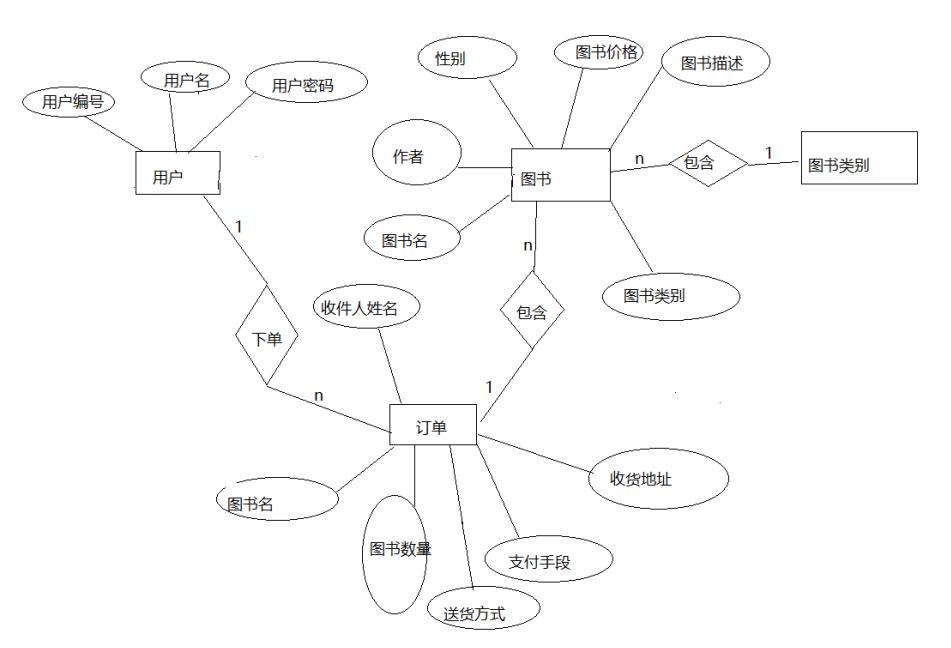 性别
图书价格
图书描述
用户名
用户密码
用户编号
作者
用户
图书
n
包含
1
图书类别
图书名
1
n
图书类别
收件人姓名
包含
下单
1
n
订单
图书名
收货地址
图书数量
支付手段
送货方式